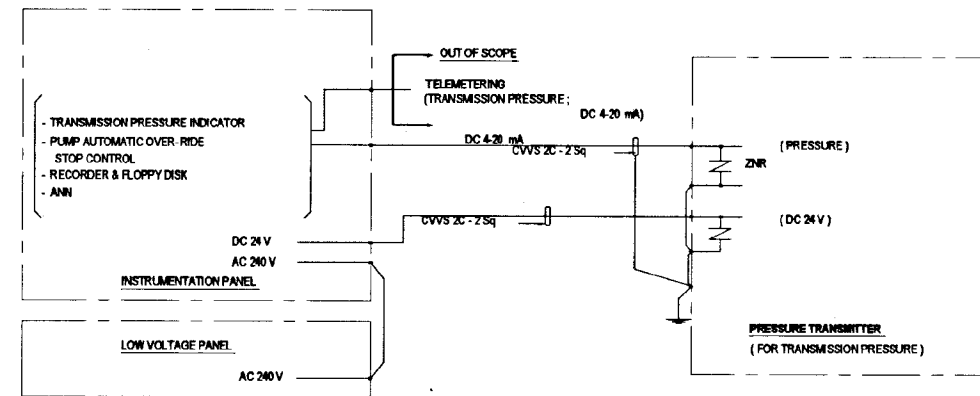 OUT OF SCOPE
TELEMETERING
(TRANSMISSION PRESSURE ;
DC 4-20 mA)
- TRANSMISSION PRESSURE INDICATOR
- PUMP AUTOMATIC OVER-RIDE
STOP CONTROL
- RECORDER & FLOPPY DISK
- ANN
DC 4-20 mA
CVVS 2C - 2 Sq
( PRESSURE )
ZNR
CVVS 2C - 2 Sq
( DC 24 V )
DC 24 V
AC 240 V
INSTRUMENTATION PANEL
LOW VOLTAGE PANEL
AC 240 V
PRESSURE TRANSMITTER
( FOR TRANSMISSION PRESSURE )